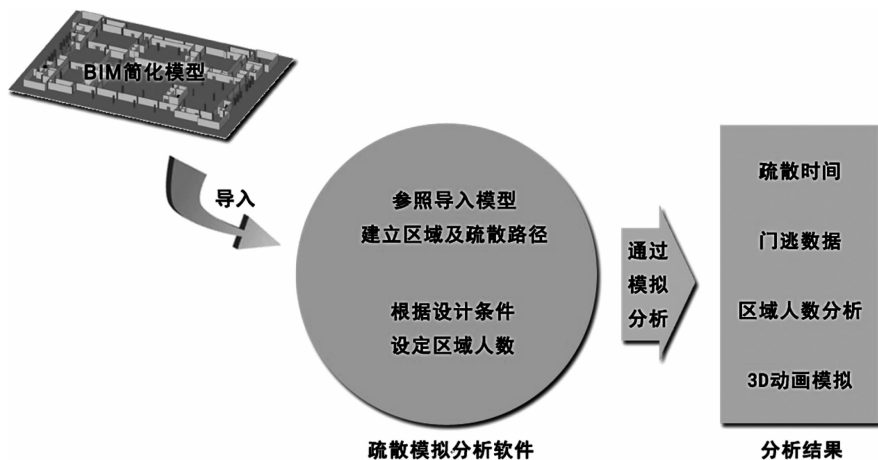 BIM简化模型
导入
参照导入模型
建立区域及疏散路径
根据设计条件
设定区域人数
疏散模拟分析软件
通过
模拟
分析
疏散时间
门逃数据
区域人数分析
3D动画模拟
分析结果